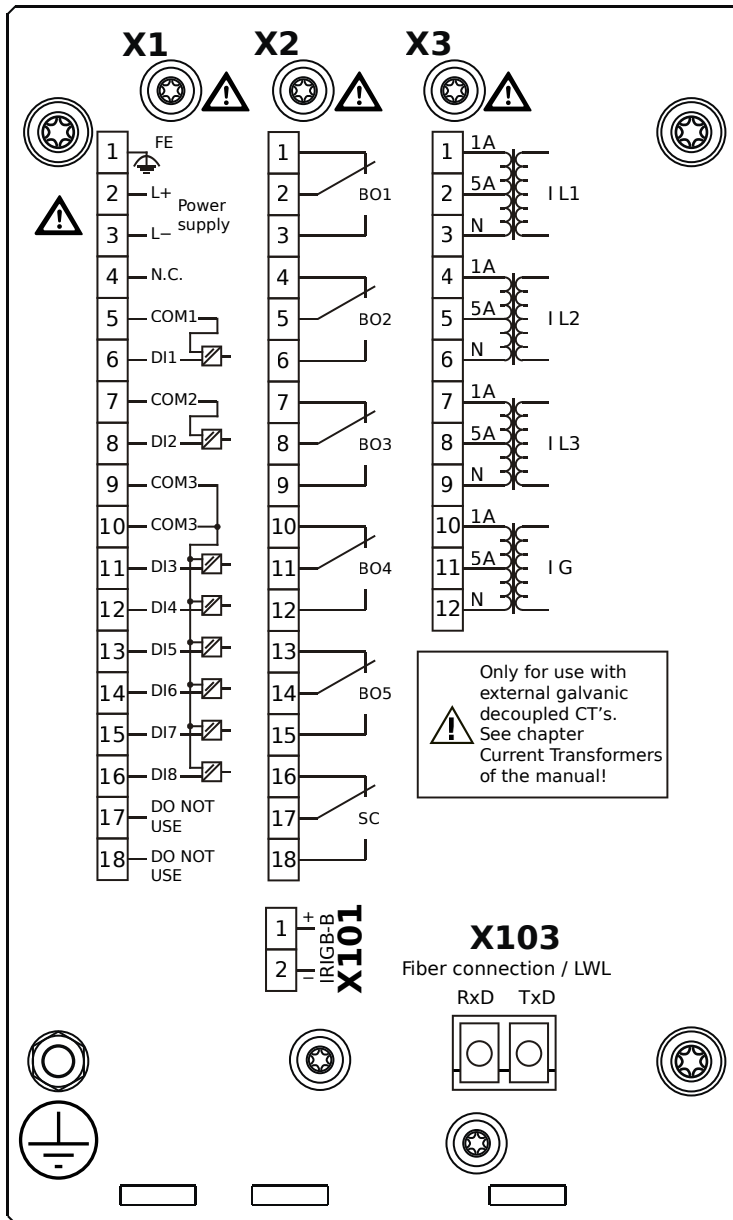 X1 X2 X3
1 FE
2 L+
Power
supply
3 L−
4 N.C.
5 COM1
6 DI1
7 COM2
8 DI2
9 COM3
10 COM3
11 DI3
12 DI4
13 DI5
14 DI6
15 DI7
16 DI8
17 DO NOT
USE
18 DO NOT
USE
1
2 BO1
3
4
5 BO2
6
7
8 BO3
9
10
11 BO4
12
13
14 BO5
15
16
17 SC
18
1 1A
2 5A I L1
3 N
4 1A
5 5A I L2
6 N
7 1A
8 5A I L3
9 N
10 1A
11 5A I G
12 N
Only for use with
external galvanic
decoupled CT's.
See chapter
Current Transformers
of the manual!
1 +
2 −
IRIGB-B
X101
X103
Fiber connection / LWL
RxD TxD